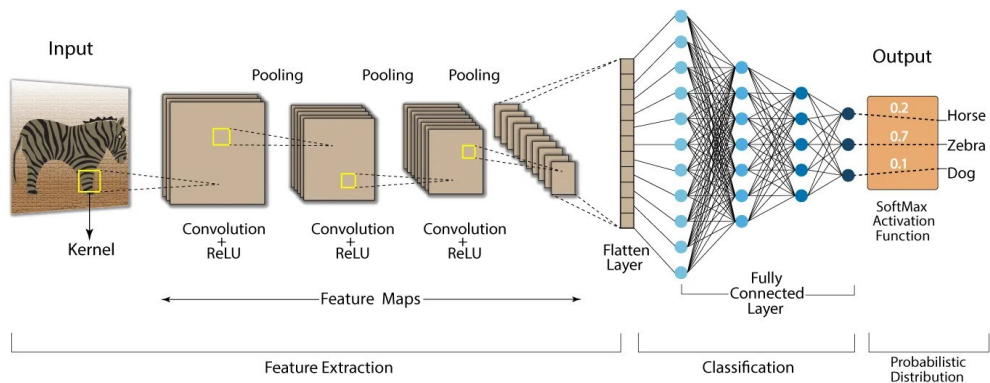 Input
Output
Pooling
Pooling
Pooling
0.2
Horse
0.7
Zebra
0.1
Dog
Kernel
Convolution
+
ReLU
Convolution
+
ReLU
Convolution
+
ReLU
Flatten
Layer
SoftMax
Activation
Function
Feature Maps
Fully
Connected
Layer
Feature Extraction
Classification
Probabilistic
Distribution